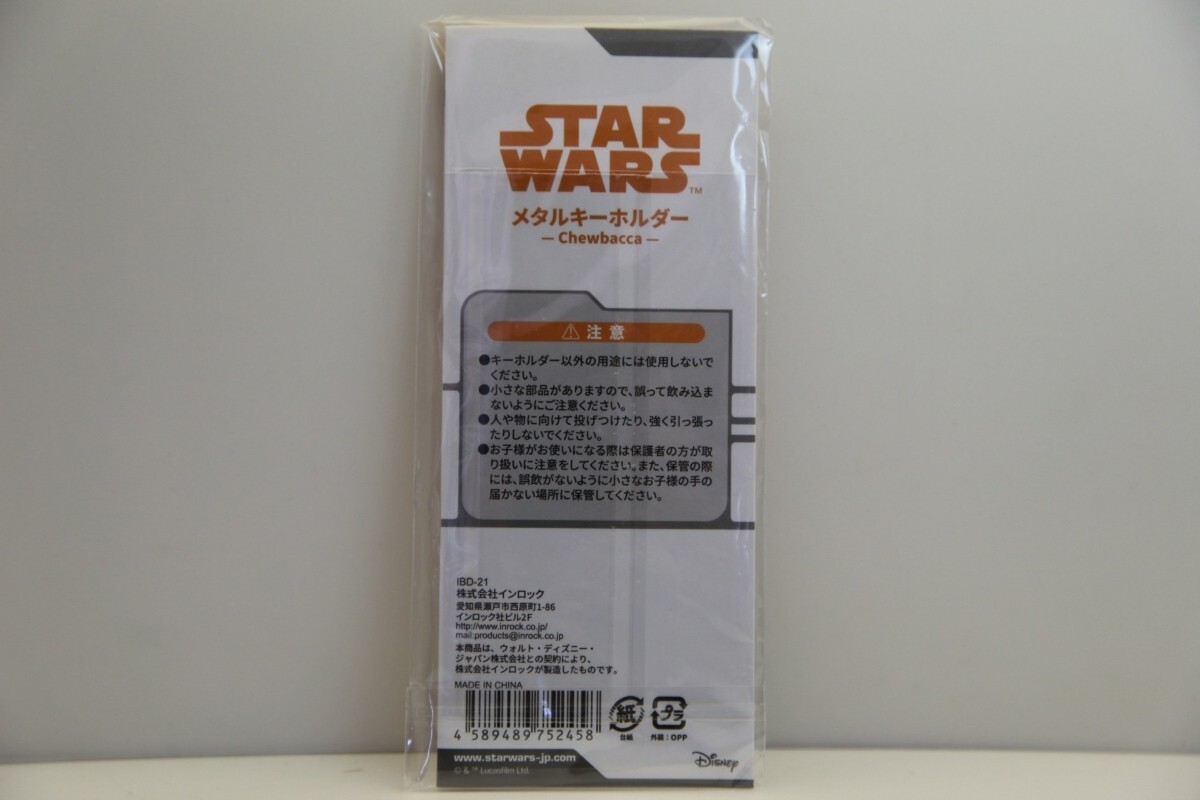 STAR
WARS™
メタルキーホルダー
— Chewbacca —
⚠ 注意
●キーホルダー以外の用途には使用しないで
ください。
●小さな部品がありますので、誤って飲み込ま
ないようにご注意ください。
●人や物に向けて投げつけたり、強く引っ張っ
たりしないでください。
●お子様がお使いになる際は保護者の方が取
り扱いに注意をしてください。また、保管の際
には、誤飲がないように小さなお子様の手の
届かない場所に保管してください。
IBD-21
株式会社インロック
愛知県瀬戸市西原町1-86
インロック社ビル2F
http://www.inrock.co.jp/
mail:products@inrock.co.jp
本商品は、ウォルト・ディズニー・
ジャパン株式会社との契約により、
株式会社インロックが製造したものです。
MADE IN CHINA
4 589489 752458
紙 プラ
台紙 外装:OPP
www.starwars-jp.com
© & ™ Lucasfilm Ltd.
Disney